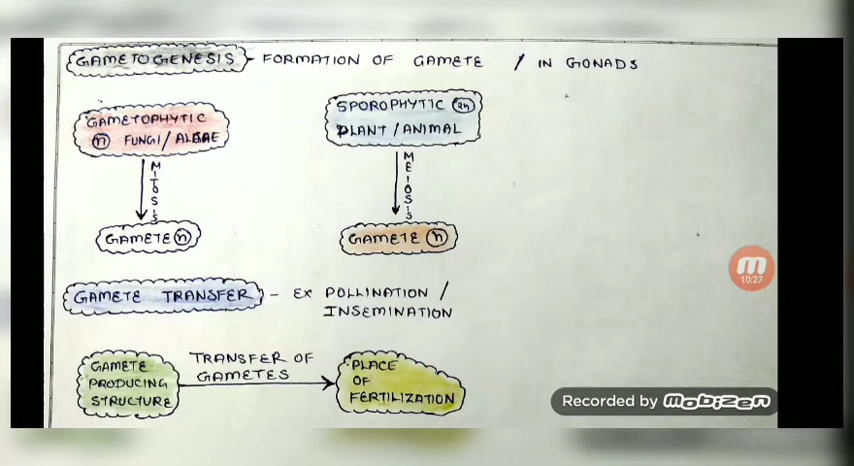 GAMETOGENESIS - FORMATION OF GAMETE / IN GONADS
GAMETOPHYTIC
n FUNGI/ALGAE
SPOROPHYTIC 2n
PLANT/ANIMAL
MITOSIS
MEIOSIS
GAMETE n
GAMETE n
GAMETE TRANSFER - EX POLLINATION /
INSEMINATION
GAMETE
PRODUCING
STRUCTURE
TRANSFER OF
GAMETES
PLACE
OF
FERTILIZATION
m
10:27
Recorded by mobizen